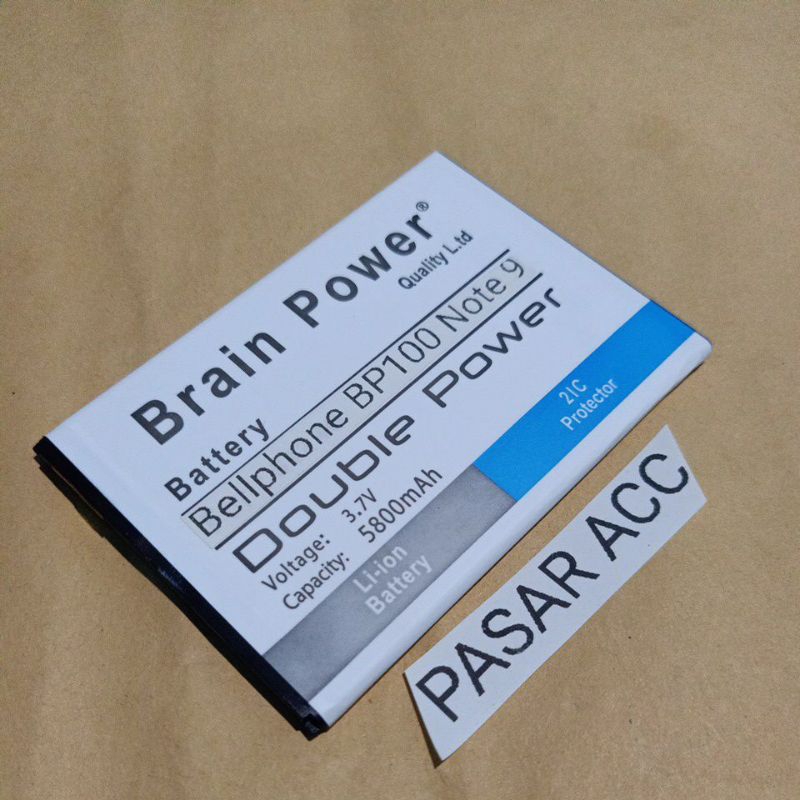 Brain Power®
Quality L.td
Battery
Bellphone BP100 Note 9
Double Power
Voltage: 3.7V
Capacity: 5800mAh
Li-ion
Battery
2IC
Protector
PASAR ACC